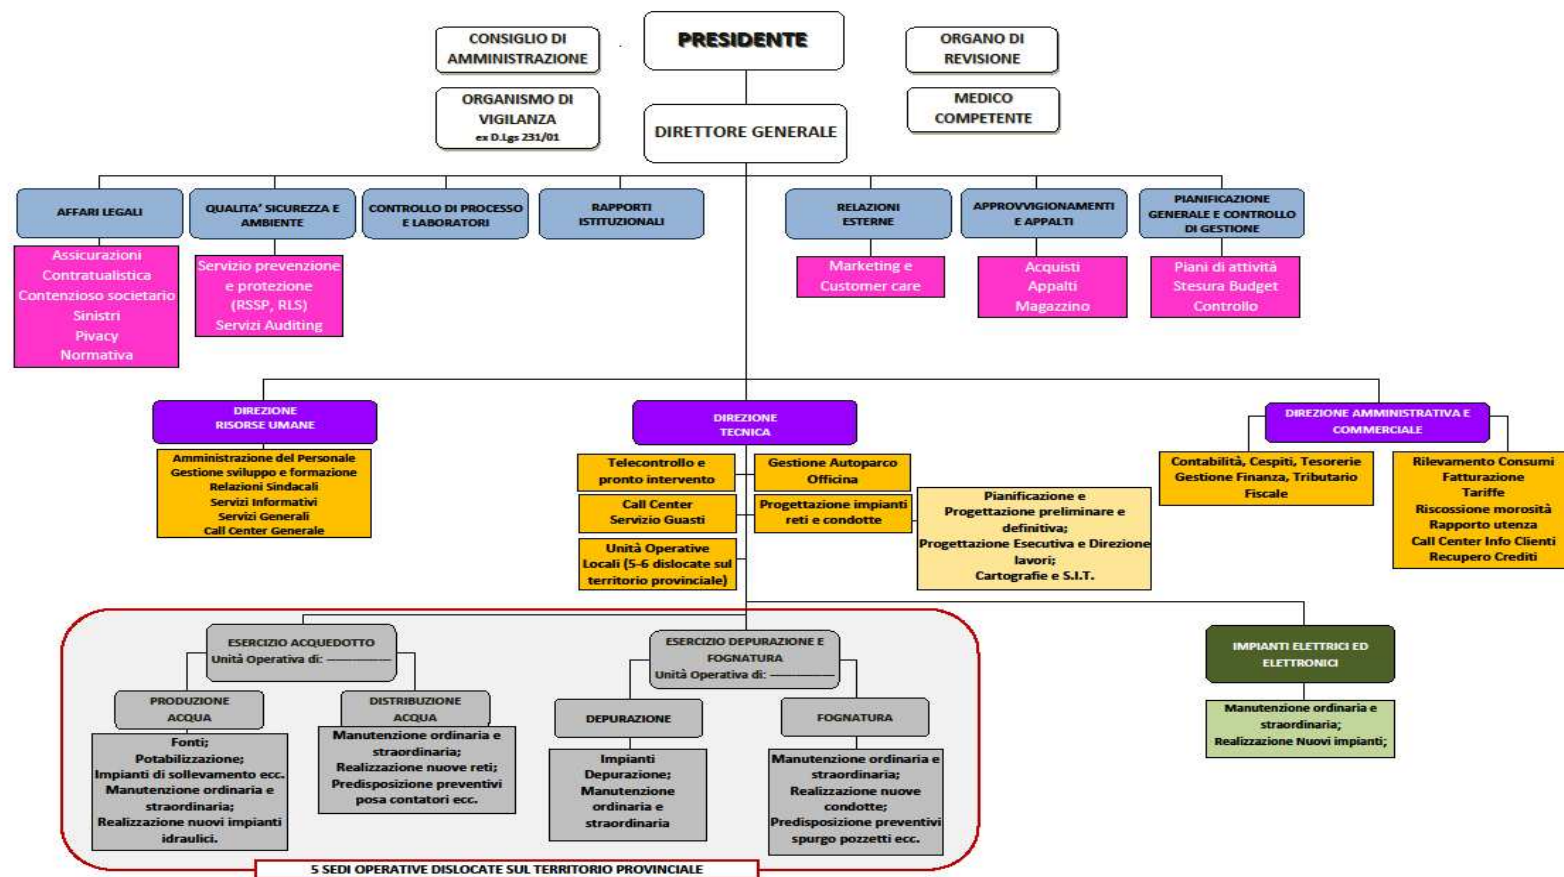 CONSIGLIO DI
AMMINISTRAZIONE
PRESIDENTE
ORGANO DI
REVISIONE
ORGANISMO DI
VIGILANZA
ex D.Lgs 231/01
DIRETTORE GENERALE
MEDICO
COMPETENTE
AFFARI LEGALI
QUALITA' SICUREZZA E
AMBIENTE
CONTROLLO DI PROCESSO
E LABORATORI
RAPPORTI
ISTITUZIONALI
RELAZIONI
ESTERNE
APPROVVIGIONAMENTI
E APPALTI
PIANIFICAZIONE
GENERALE E CONTROLLO
DI GESTIONE
Assicurazioni
Contratualistica
Contenzioso societario
Sinistri
Pivacy
Normativa
Servizio prevenzione
e protezione
(RSSP, RLS)
Servizi Auditing
Marketing e
Customer care
Acquisti
Appalti
Magazzino
Piani di attività
Stesura Budget
Controllo
DIREZIONE
RISORSE UMANE
DIREZIONE
TECNICA
DIREZIONE AMMINISTRATIVA E
COMMERCIALE
Amministrazione del Personale
Gestione sviluppo e formazione
Relazioni Sindacali
Servizi Informativi
Servizi Generali
Call Center Generale
Telecontrollo e
pronto intervento
Gestione Autoparco
Officina
Call Center
Servizio Guasti
Progettazione impianti
reti e condotte
Unità Operative
Locali (5-6 dislocate sul
territorio provinciale)
Pianificazione e
Progettazione preliminare e
definitiva;
Progettazione Esecutiva e Direzione
lavori;
Cartografie e S.I.T.
Contabilità, Cespiti, Tesorerie
Gestione Finanza, Tributario
Fiscale
Rilevamento Consumi
Fatturazione
Tariffe
Riscossione morosità
Rapporto utenza
Call Center Info Clienti
Recupero Crediti
ESERCIZIO ACQUEDOTTO
Unità Operativa di: ----------------
ESERCIZIO DEPURAZIONE E
FOGNATURA
Unità Operativa di: ----------------
IMPIANTI ELETTRICI ED
ELETTRONICI
PRODUZIONE
ACQUA
DISTRIBUZIONE
ACQUA
DEPURAZIONE
FOGNATURA
Manutenzione ordinaria e
straordinaria;
Realizzazione Nuovi impianti;
Fonti;
Potabilizzazione;
Impianti di sollevamento ecc.
Manutenzione ordinaria e
straordinaria;
Realizzazione nuovi impianti
idraulici.
Manutenzione ordinaria e
straordinaria;
Realizzazione nuove reti;
Predisposizione preventivi
posa contatori ecc.
Impianti
Depurazione;
Manutenzione
ordinaria e
straordinaria
Manutenzione ordinaria e
straordinaria;
Realizzazione nuove
condotte;
Predisposizione preventivi
spurgo pozzetti ecc.
5 SEDI OPERATIVE DISLOCATE SUL TERRITORIO PROVINCIALE